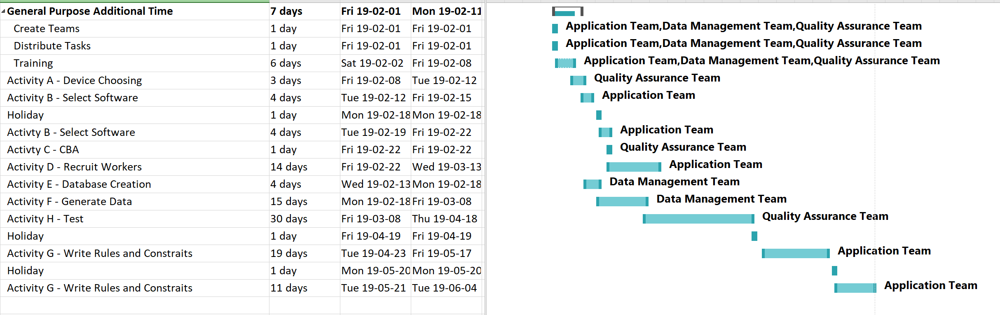 General Purpose Additional Time 7 days Fri 19-02-01 Mon 19-02-11
Create Teams 1 day Fri 19-02-01 Fri 19-02-01 Application Team,Data Management Team,Quality Assurance Team
Distribute Tasks 1 day Fri 19-02-01 Fri 19-02-01 Application Team,Data Management Team,Quality Assurance Team
Training 6 days Sat 19-02-02 Fri 19-02-08 Application Team,Data Management Team,Quality Assurance Team
Activity A - Device Choosing 3 days Fri 19-02-08 Tue 19-02-12 Quality Assurance Team
Activity B - Select Software 4 days Tue 19-02-12 Fri 19-02-15 Application Team
Holiday 1 day Mon 19-02-18 Mon 19-02-18
Activty B - Select Software 4 days Tue 19-02-19 Fri 19-02-22 Application Team
Activty C - CBA 1 day Fri 19-02-22 Fri 19-02-22 Quality Assurance Team
Activity D - Recruit Workers 14 days Fri 19-02-22 Wed 19-03-13 Application Team
Activity E - Database Creation 4 days Wed 19-02-13 Mon 19-02-18 Data Management Team
Activity F - Generate Data 15 days Mon 19-02-18 Fri 19-03-08 Data Management Team
Activity H - Test 30 days Fri 19-03-08 Thu 19-04-18 Quality Assurance Team
Holiday 1 day Fri 19-04-19 Fri 19-04-19
Activity G - Write Rules and Constraits 19 days Tue 19-04-23 Fri 19-05-17 Application Team
Holiday 1 day Mon 19-05-20 Mon 19-05-20
Activity G - Write Rules and Constraits 11 days Tue 19-05-21 Tue 19-06-04 Application Team